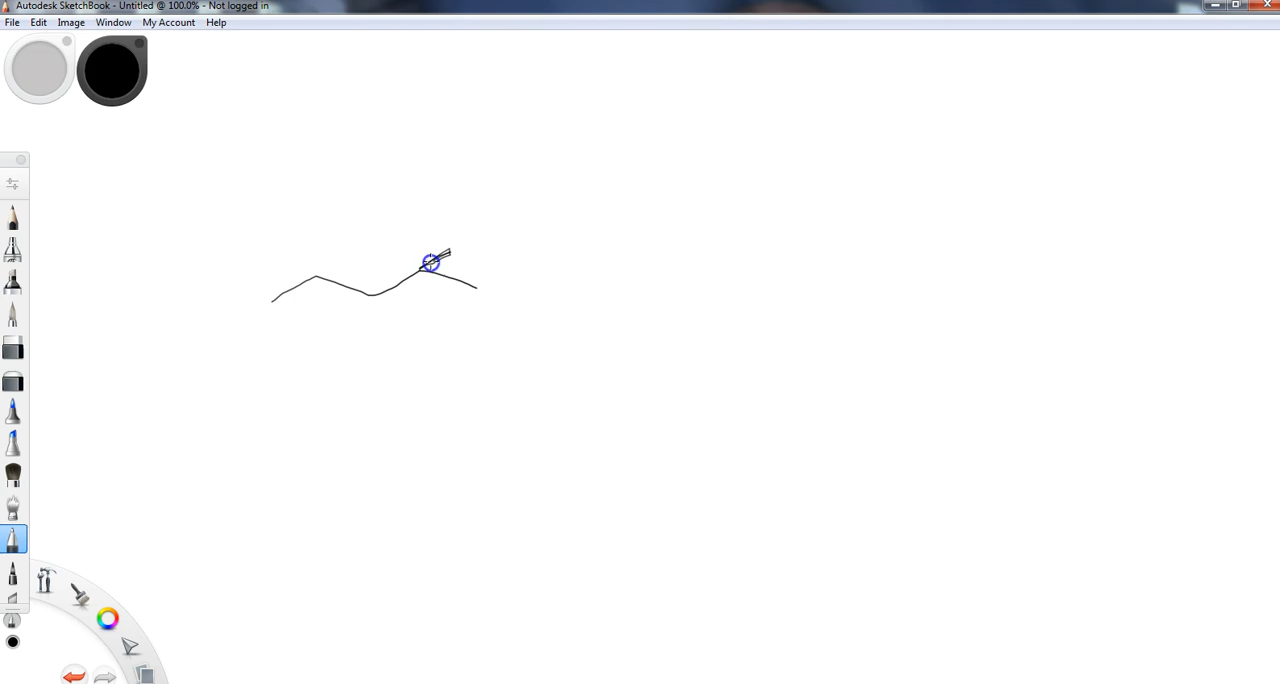 Autodesk SketchBook - Untitled @ 100.0% - Not logged in
File Edit Image Window My Account Help